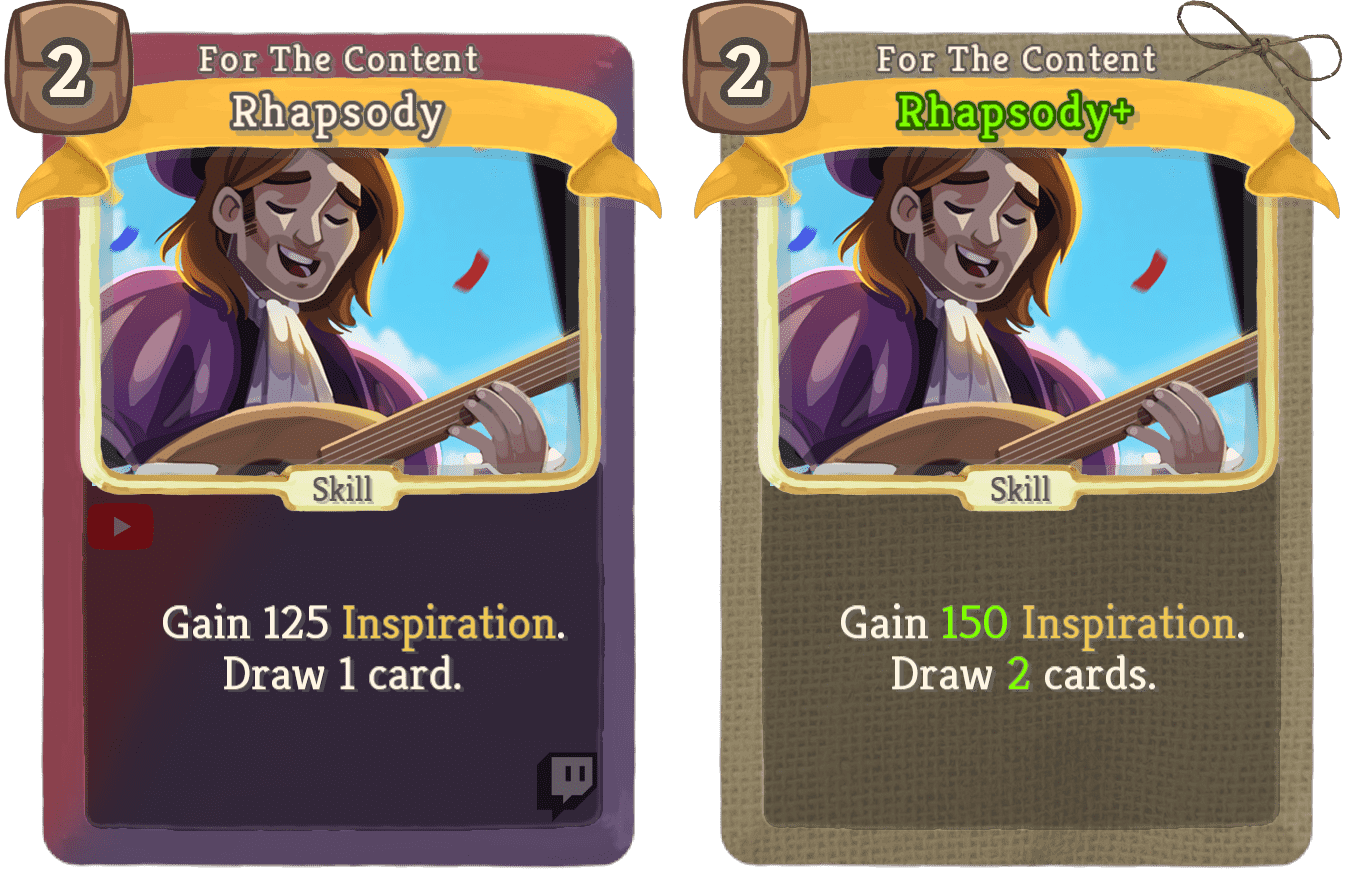 2
For The Content
Rhapsody
Skill
Gain 125 Inspiration.
Draw 1 card.
2
For The Content
Rhapsody+
Skill
Gain 150 Inspiration.
Draw 2 cards.